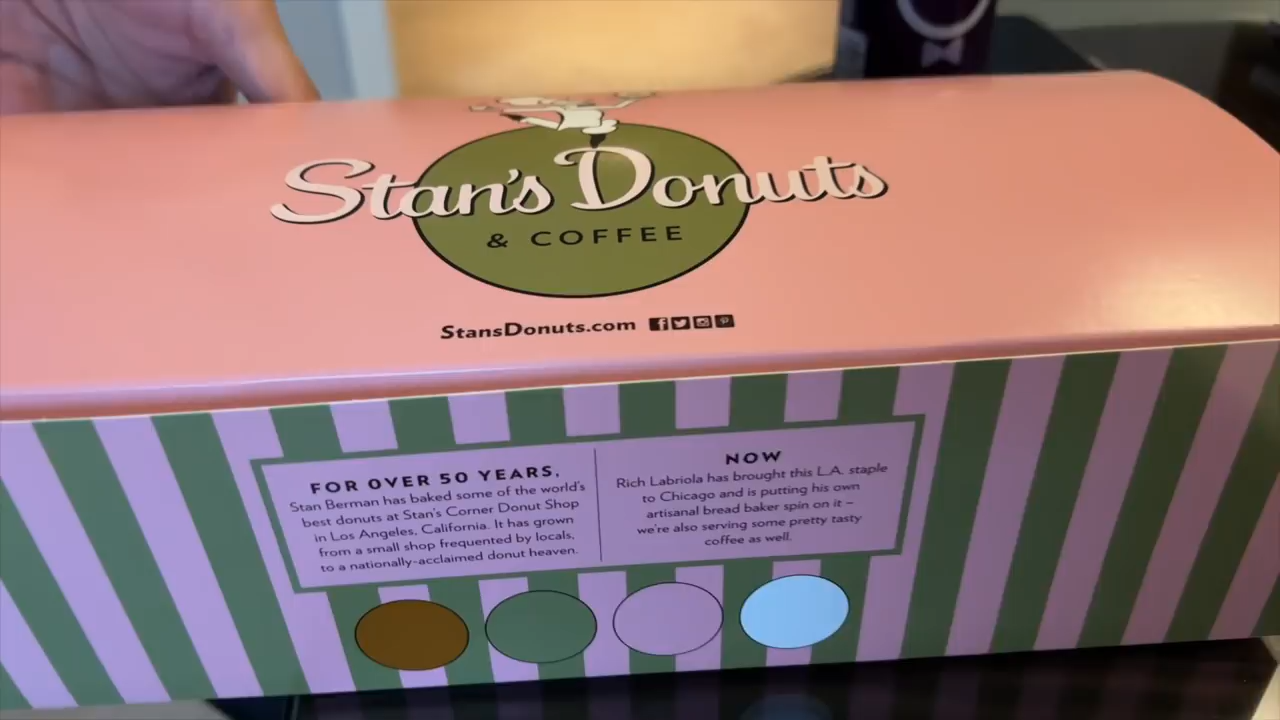 Stan's Donuts
& COFFEE
StansDonuts.com
FOR OVER 50 YEARS,
Stan Berman has baked some of the world's
best donuts at Stan's Corner Donut Shop
in Los Angeles, California. It has grown
from a small shop frequented by locals,
to a nationally-acclaimed donut heaven.
NOW
Rich Labriola has brought this L.A. staple
to Chicago and is putting his own
artisanal bread baker spin on it –
we're also serving some pretty tasty
coffee as well.